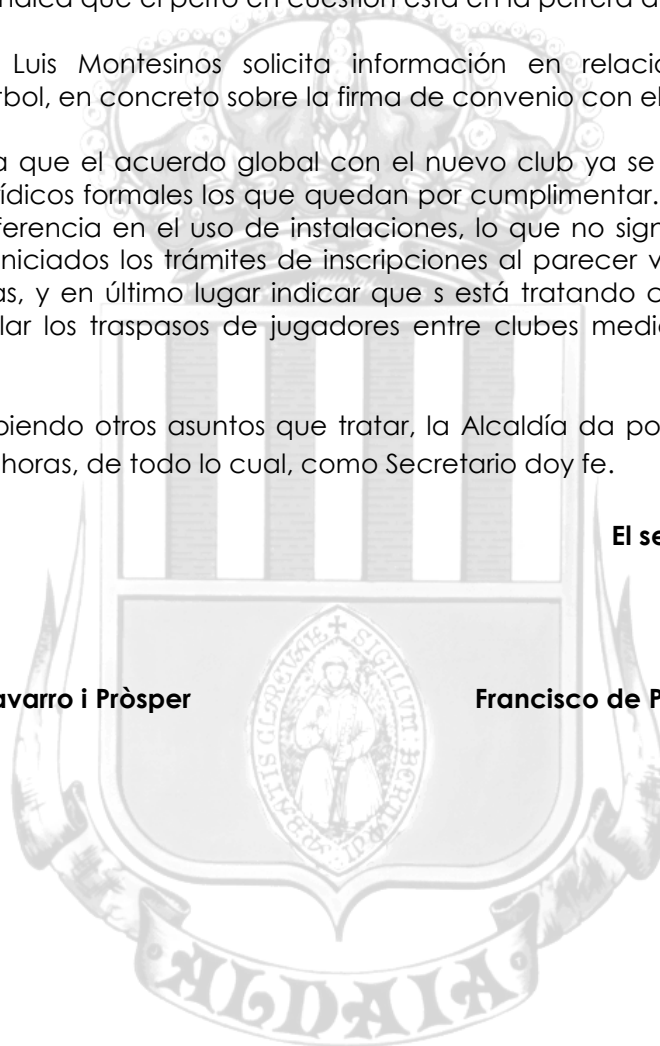 ndica que el perro en cuestión está en la perrera d
Luis Montesinos solicita información en relaci
tbol, en concreto sobre la firma de convenio con el
a que el acuerdo global con el nuevo club ya se
rídicos formales los que quedan por cumplimentar.
ferencia en el uso de instalaciones, lo que no sign
niciados los trámites de inscripciones al parecer v
as, y en último lugar indicar que s está tratando d
lar los traspasos de jugadores entre clubes medi
biendo otros asuntos que tratar, la Alcaldía da po
horas, de todo lo cual, como Secretario doy fe.
El se
avarro i Pròsper Francisco de P
ALDAIA